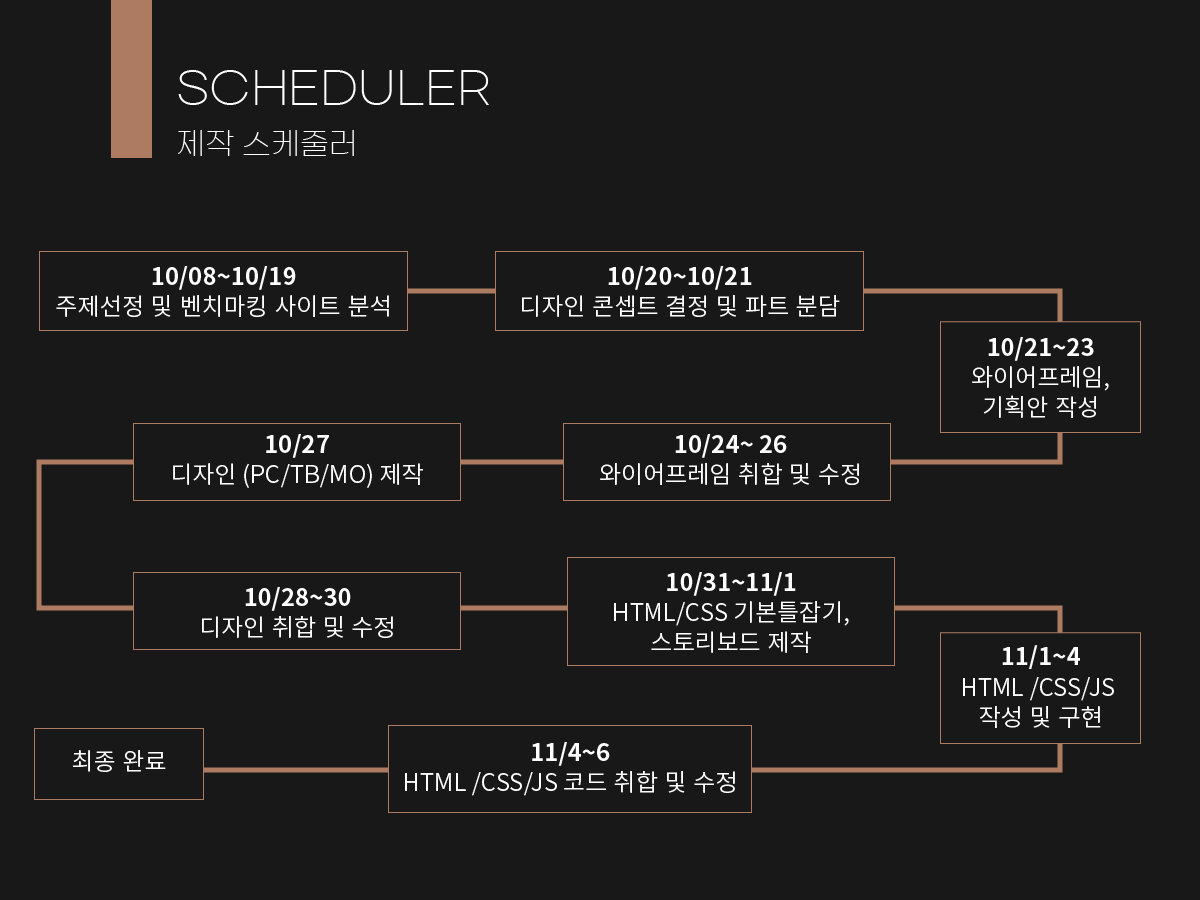 SCHEDULER
제작 스케줄러
10/08~10/19
주제선정 및 벤치마킹 사이트 분석
10/20~10/21
디자인 콘셉트 결정 및 파트 분담
10/21~23
와이어프레임,
기획안 작성
10/24~ 26
와이어프레임 취합 및 수정
10/27
디자인 (PC/TB/MO) 제작
10/28~30
디자인 취합 및 수정
10/31~11/1
HTML/CSS 기본틀잡기,
스토리보드 제작
11/1~4
HTML /CSS/JS
작성 및 구현
11/4~6
HTML /CSS/JS 코드 취합 및 수정
최종 완료